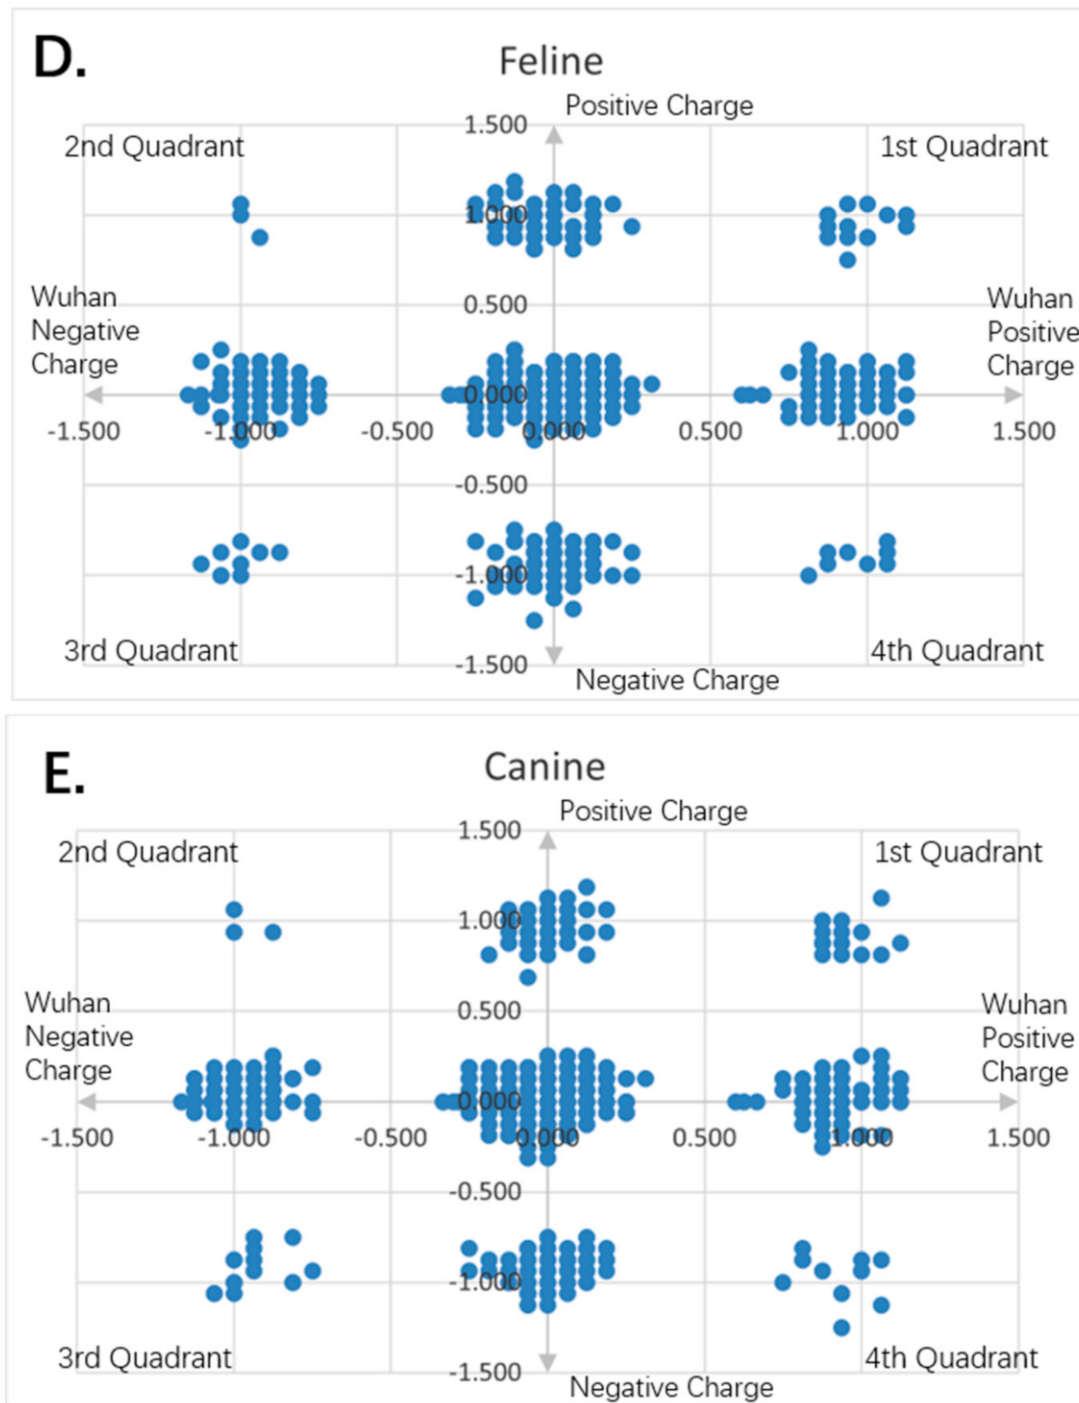 D.
Feline
Positive Charge
1.500
2nd Quadrant
1st Quadrant
1.000
Wuhan
Negative
Charge
0.500
Wuhan
Positive
Charge
0.000
-1.500
-1.000
-0.500
0.000
0.500
1.000
1.500
-0.500
-1.000
3rd Quadrant
4th Quadrant
-1.500
Negative Charge
E.
Canine
Positive Charge
1.500
2nd Quadrant
1st Quadrant
1.000
Wuhan
Negative
Charge
0.500
Wuhan
Positive
Charge
0.000
-1.500
-1.000
-0.500
0.000
0.500
1.000
1.500
-0.500
-1.000
3rd Quadrant
4th Quadrant
-1.500
Negative Charge